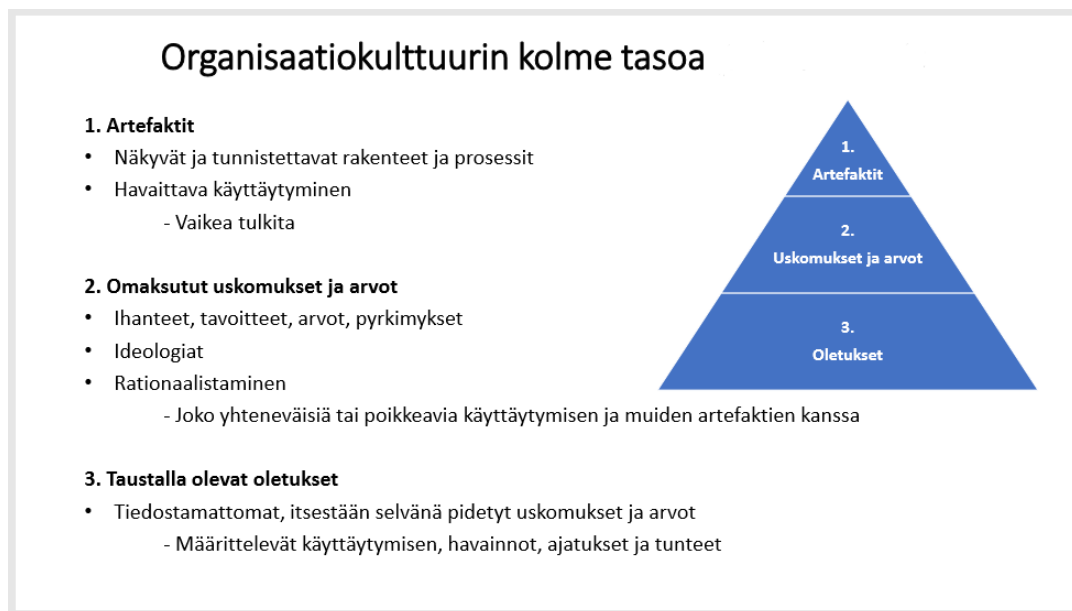 Organisaatiokulttuurin kolme tasoa
1. Artefaktit
• Näkyvät ja tunnistettavat rakenteet ja prosessit
• Havaittava käyttäytyminen
- Vaikea tulkita
2. Omaksutut uskomukset ja arvot
• Ihanteet, tavoitteet, arvot, pyrkimykset
• Ideologiat
• Rationaalistaminen
- Joko yhteneväisiä tai poikkeavia käyttäytymisen ja muiden artefaktien kanssa
3. Taustalla olevat oletukset
• Tiedostamattomat, itsestään selvänä pidetyt uskomukset ja arvot
- Määrittelevät käyttäytymisen, havainnot, ajatukset ja tunteet
1.
Artefaktit
2.
Uskomukset ja arvot
3.
Oletukset